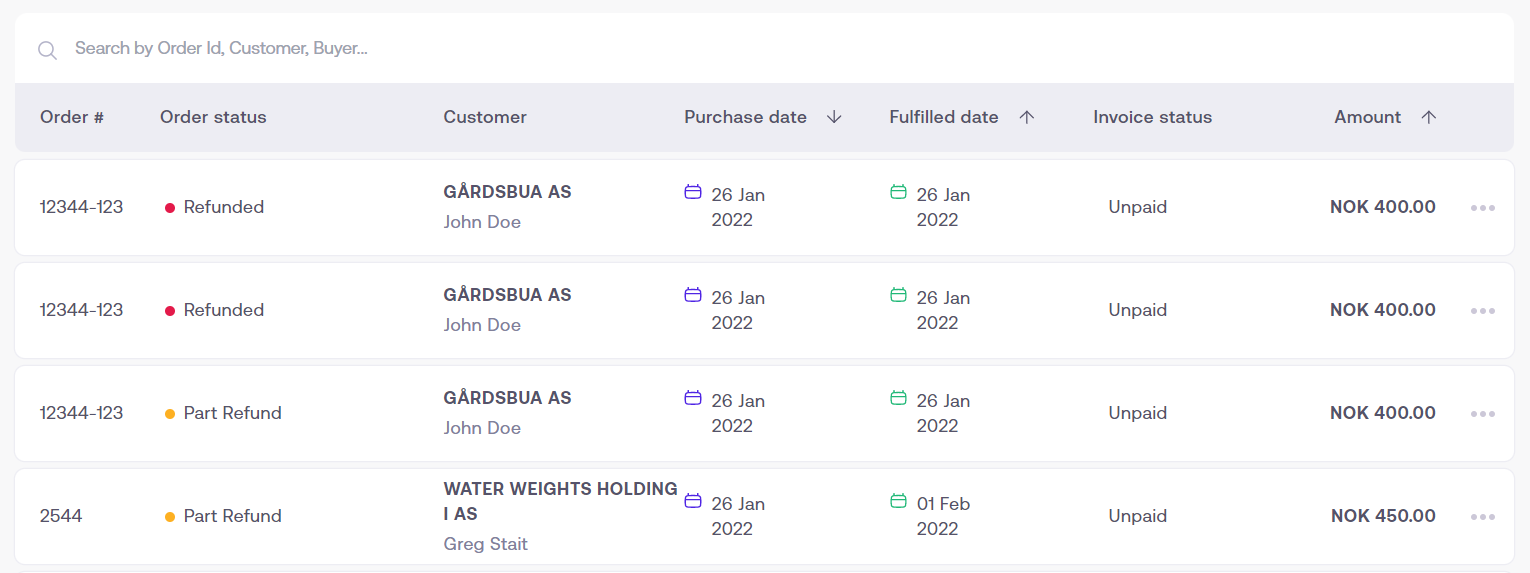 Search by Order Id, Customer, Buyer...
Order # Order status Customer Purchase date Fulfilled date Invoice status Amount
12344-123 Refunded GÅRDSBUA AS John Doe 26 Jan 2022 26 Jan 2022 Unpaid NOK 400.00
12344-123 Refunded GÅRDSBUA AS John Doe 26 Jan 2022 26 Jan 2022 Unpaid NOK 400.00
12344-123 Part Refund GÅRDSBUA AS John Doe 26 Jan 2022 26 Jan 2022 Unpaid NOK 400.00
2544 Part Refund WATER WEIGHTS HOLDING I AS Greg Stait 26 Jan 2022 01 Feb 2022 Unpaid NOK 450.00